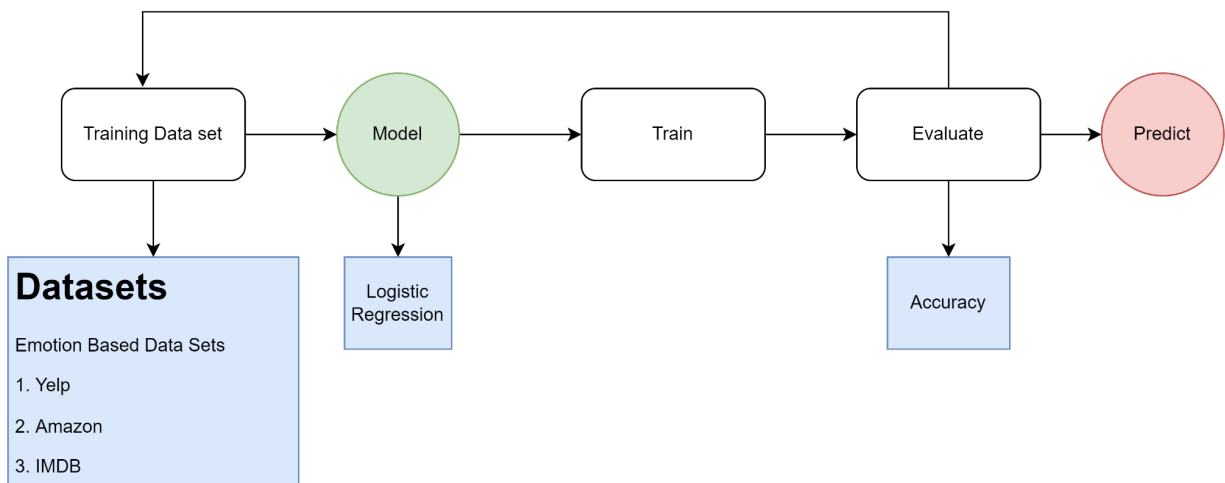 Training Data set
Model
Train
Evaluate
Predict
Datasets
Emotion Based Data Sets
1. Yelp
2. Amazon
3. IMDB
Logistic
Regression
Accuracy